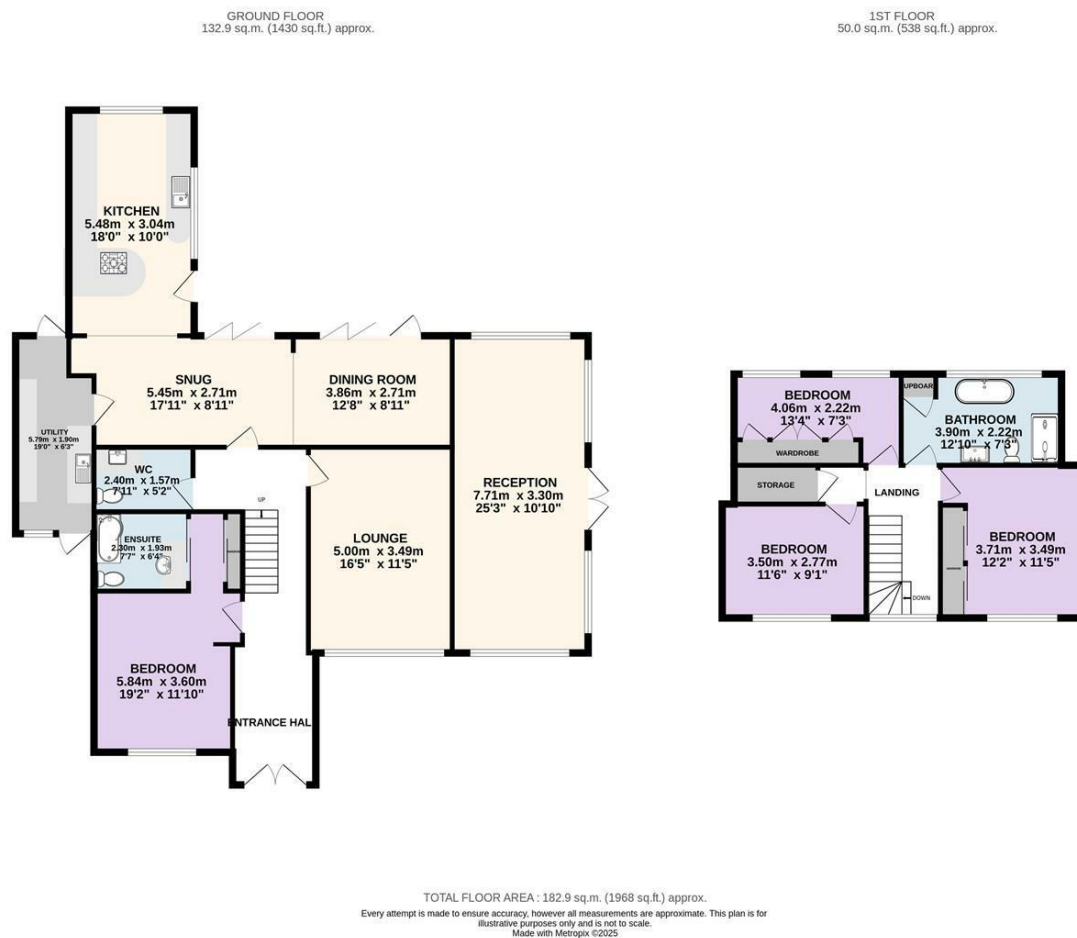 GROUND FLOOR
132.9 sq.m. (1430 sq.ft.) approx.
1ST FLOOR
50.0 sq.m. (538 sq.ft.) approx.
KITCHEN
5.48m x 3.04m
18'0" x 10'0"
SNUG
5.45m x 2.71m
17'11" x 8'11"
DINING ROOM
3.86m x 2.71m
12'8" x 8'11"
UTILITY
5.79m x 1.90m
19'0" x 6'3"
WC
2.40m x 1.57m
7'11" x 5'2"
UP
RECEPTION
7.71m x 3.30m
25'3" x 10'10"
LOUNGE
5.00m x 3.49m
16'5" x 11'5"
ENSUITE
2.30m x 1.93m
7'7" x 6'4"
BEDROOM
5.84m x 3.60m
19'2" x 11'10"
ENTRANCE HAL
BEDROOM
4.06m x 2.22m
13'4" x 7'3"
UPBOAR
BATHROOM
3.90m x 2.22m
12'10" x 7'3"
WARDROBE
STORAGE
LANDING
BEDROOM
3.50m x 2.77m
11'6" x 9'1"
BEDROOM
3.71m x 3.49m
12'2" x 11'5"
DOWN
TOTAL FLOOR AREA : 182.9 sq.m. (1968 sq.ft.) approx.
Every attempt is made to ensure accuracy, however all measurements are approximate. This plan is for
illustrative purposes only and is not to scale.
Made with Metropix ©2025